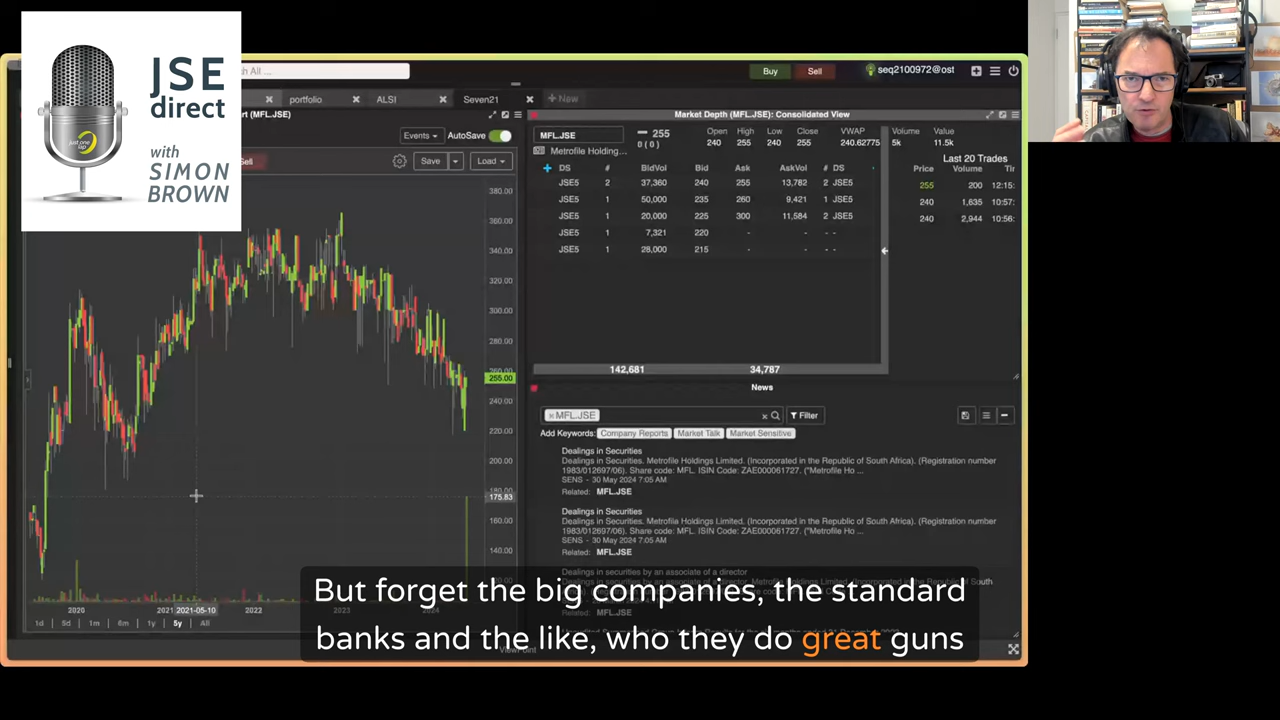 JSE
direct
with
SIMON
BROWN
just one
lap
ch All ...
Buy
Sell
seq2100972@ost
portfolio
ALSI
Seven21
New
rt (MFL.JSE)
Market Depth (MFL.JSE): Consolidated View
Events
AutoSave
Sell
Save
Load
MFL.JSE
255
0 ( 0 )
Open High Low Close VWAP
240 255 240 255 240.62775
Volume Value
5k 11.5k
Metrofile Holding...
Last 20 Trades
Price Volume
255 200 12:15:
240 1,635 10:57:
240 2,944 10:56:
DS # BidVol Bid Ask AskVol # DS
JSE5 2 37,360 240 255 13,782 2 JSE5
JSE5 1 50,000 235 260 9,421 1 JSE5
JSE5 1 20,000 225 300 11,584 2 JSE5
JSE5 1 7,321 220 - - - -
JSE5 1 28,000 215 - - - -
142,681 34,787
380.00
360.00
340.00
320.00
300.00
280.00
255.00
240.00
220.00
200.00
175.83
160.00
140.00
2020 2021 2021-05-10 2022 2023 2024
1d 5d 1m 6m 1y 5y All
News
MFL.JSE
Filter
Add Keywords: Company Reports Market Talk Market Sensitive
Dealings in Securities
Dealings in Securities. Metrofile Holdings Limited. (Incorporated in the Republic of South Africa). (Registration number
1983/012697/06). Share code: MFL. ISIN Code: ZAE000061727. ("Metrofile Ho ...
SENS - 30 May 2024 7:05 AM
Related: MFL.JSE
Dealings in Securities
Dealings in Securities. Metrofile Holdings Limited. (Incorporated in the Republic of South Africa). (Registration number
1983/012697/06). Share code: MFL. ISIN Code: ZAE000061727. ("Metrofile Ho ...
SENS - 30 May 2024 7:05 AM
Related: MFL.JSE
Dealings in securities by an associate of a director
But forget the big companies, the standard
banks and the like, who they do great guns